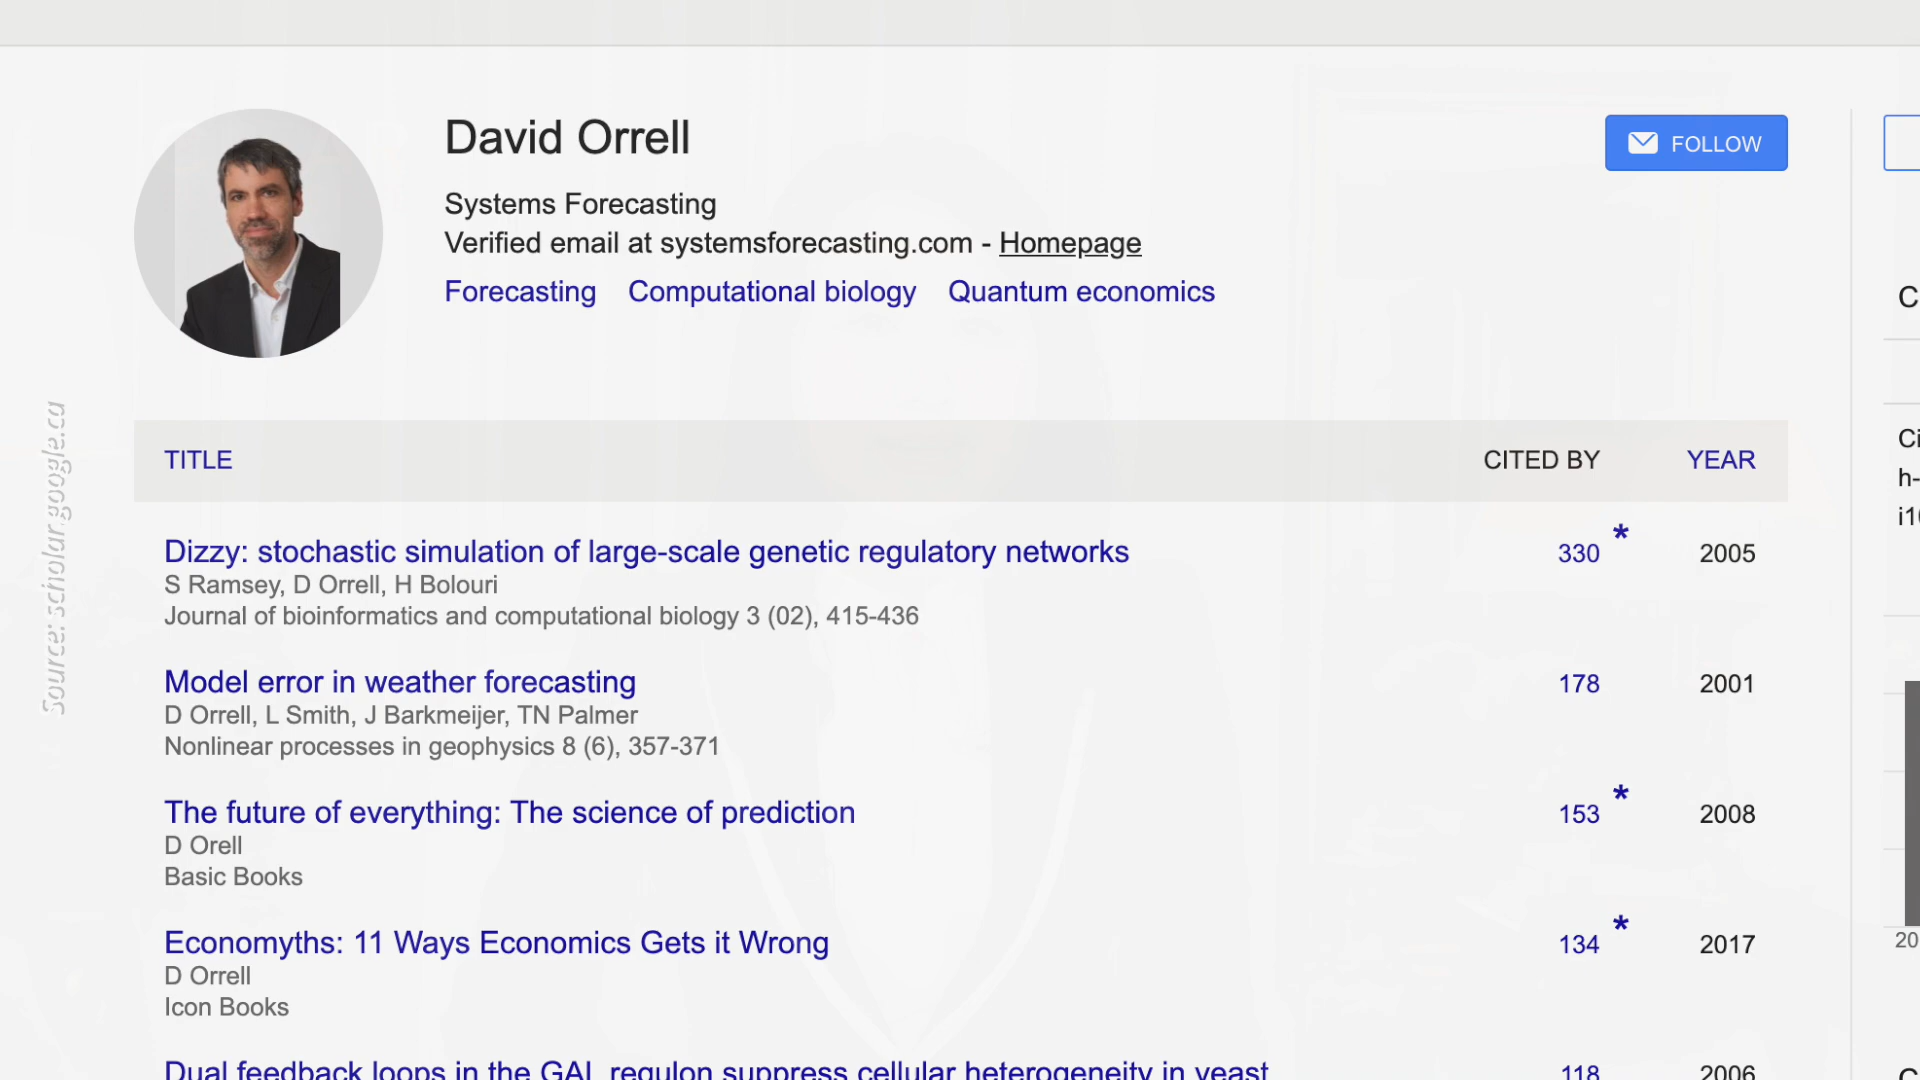 David Orrell
FOLLOW
Systems Forecasting
Verified email at systemsforecasting.com - Homepage
Forecasting Computational biology Quantum economics
Source: scholar.google.ca
TITLE CITED BY YEAR
Dizzy: stochastic simulation of large-scale genetic regulatory networks 330 * 2005
S Ramsey, D Orrell, H Bolouri
Journal of bioinformatics and computational biology 3 (02), 415-436
Model error in weather forecasting 178 2001
D Orrell, L Smith, J Barkmeijer, TN Palmer
Nonlinear processes in geophysics 8 (6), 357-371
The future of everything: The science of prediction 153 * 2008
D Orell
Basic Books
Economyths: 11 Ways Economics Gets it Wrong 134 * 2017
D Orrell
Icon Books
Dual feedback loops in the GAL regulon suppress cellular heterogeneity in yeast 118 2006